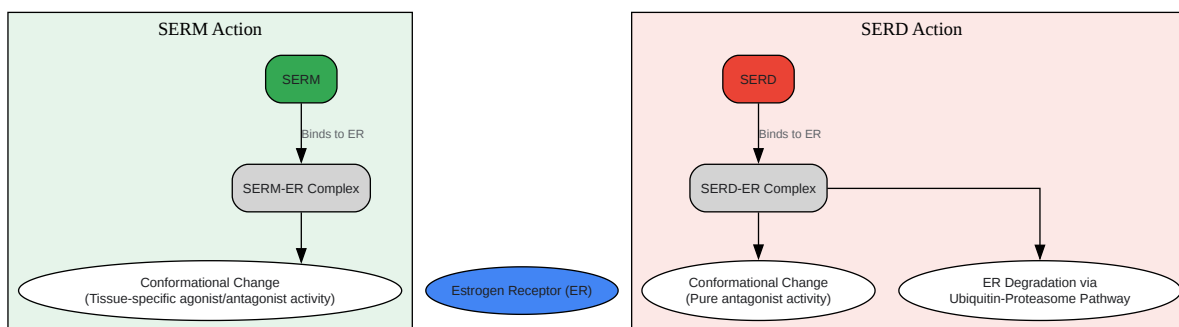 SERM Action
SERM
Binds to ER
SERM-ER Complex
Conformational Change
(Tissue-specific agonist/antagonist activity)
Estrogen Receptor (ER)
SERD Action
SERD
Binds to ER
SERD-ER Complex
Conformational Change
(Pure antagonist activity)
ER Degradation via
Ubiquitin-Proteasome Pathway